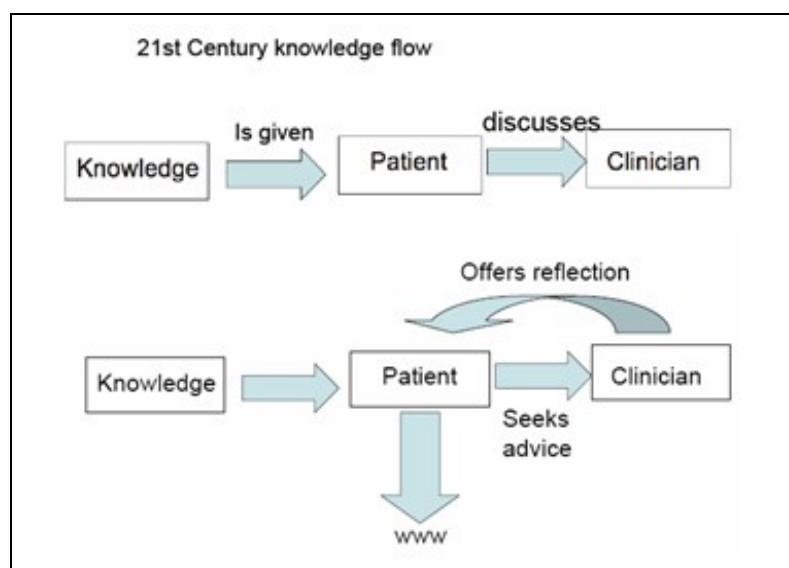 21st Century knowledge flow
Is given
discusses
Knowledge
Patient
Clinician
Offers reflection
Knowledge
Patient
Clinician
Seeks
advice
www